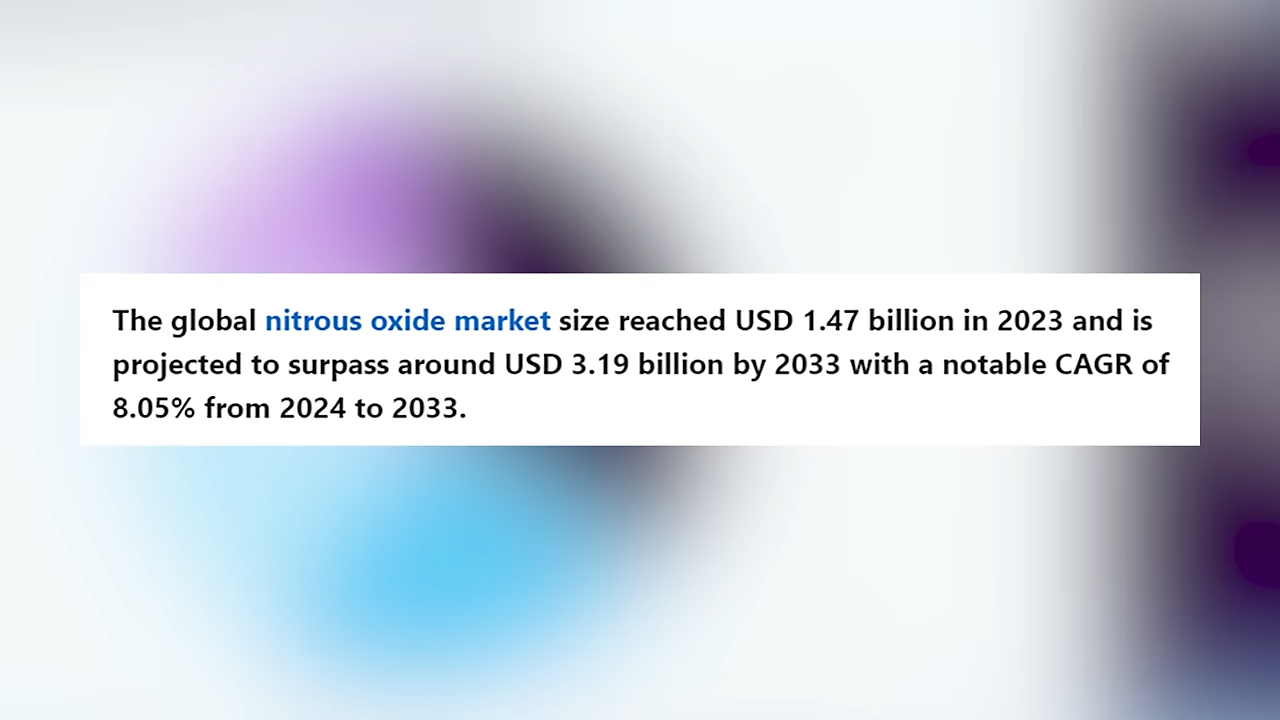 The global nitrous oxide market size reached USD 1.47 billion in 2023 and is
projected to surpass around USD 3.19 billion by 2033 with a notable CAGR of
8.05% from 2024 to 2033.